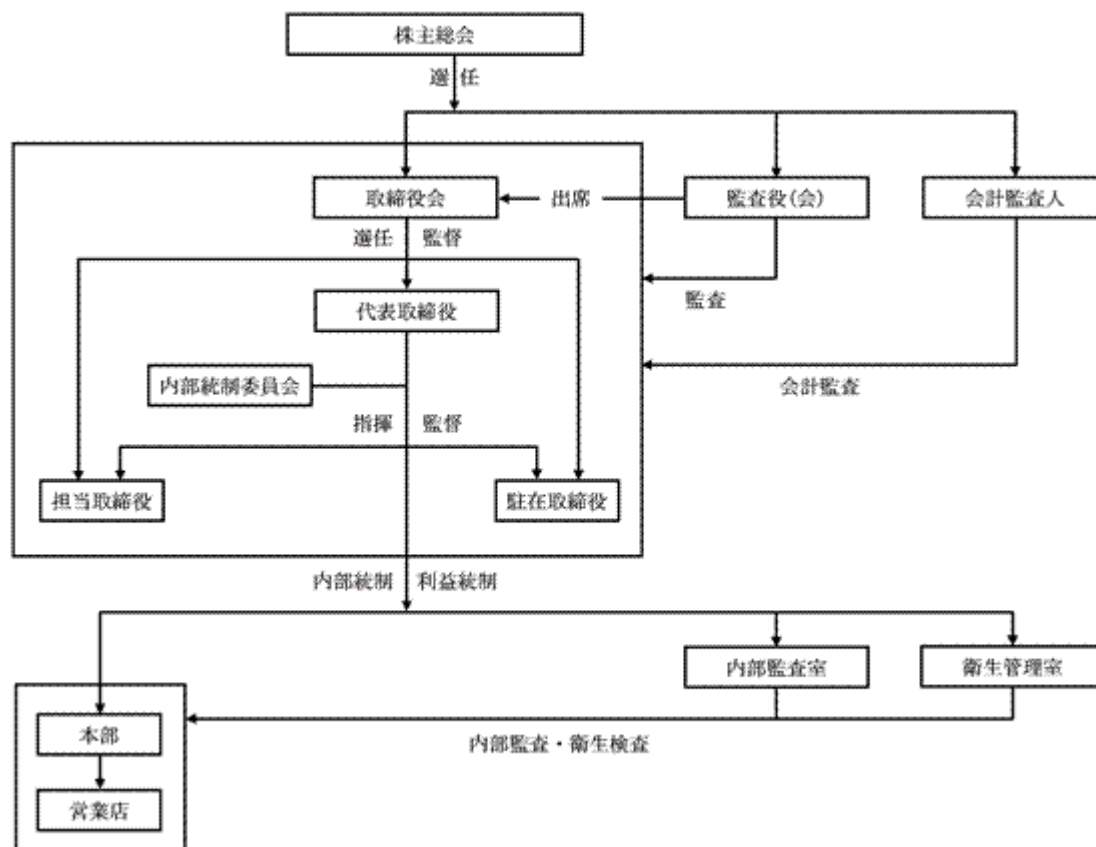 株主総会
選任
取締役会
出席
監査役(会)
会計監査人
選任 監督
監査
代表取締役
内部統制委員会
会計監査
指揮 監督
担当取締役
駐在取締役
内部統制 利益統制
内部監査室
衛生管理室
本部
内部監査・衛生検査
営業店